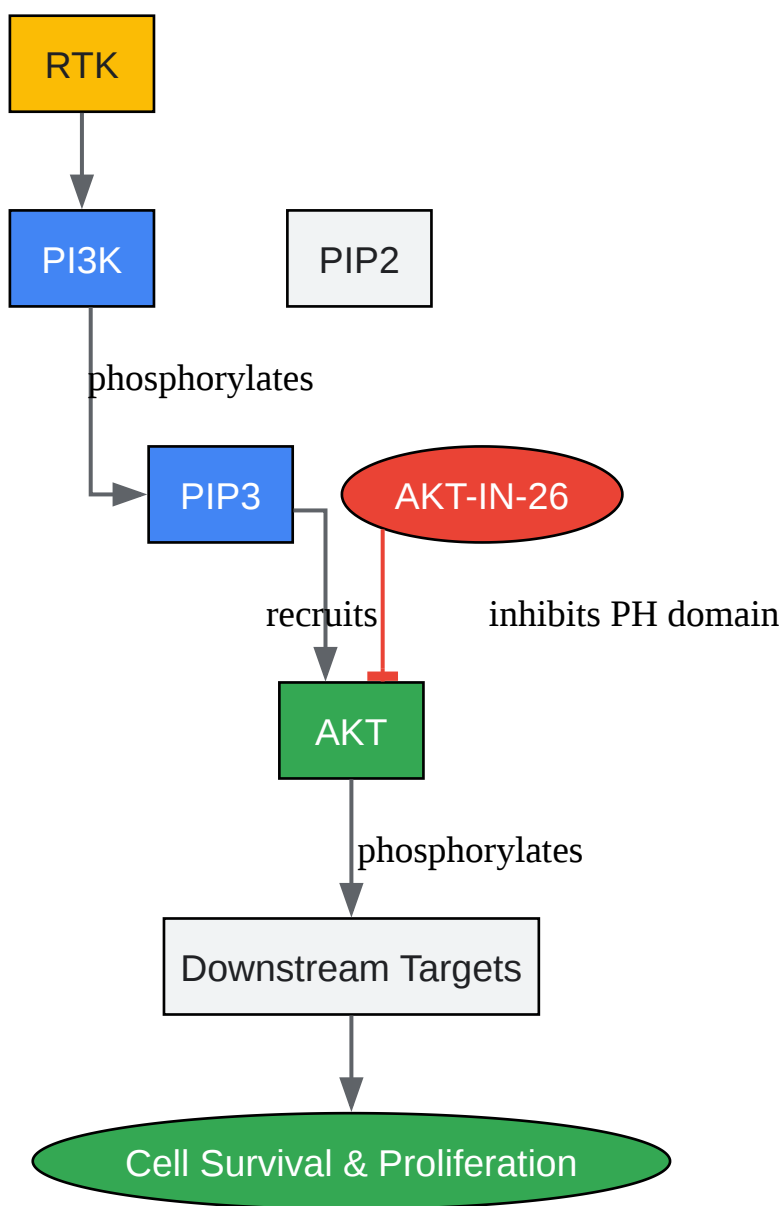 RTK
PI3K
PIP2
phosphorylates
PIP3
AKT-IN-26
recruits
inhibits PH domain
AKT
phosphorylates
Downstream Targets
Cell Survival & Proliferation